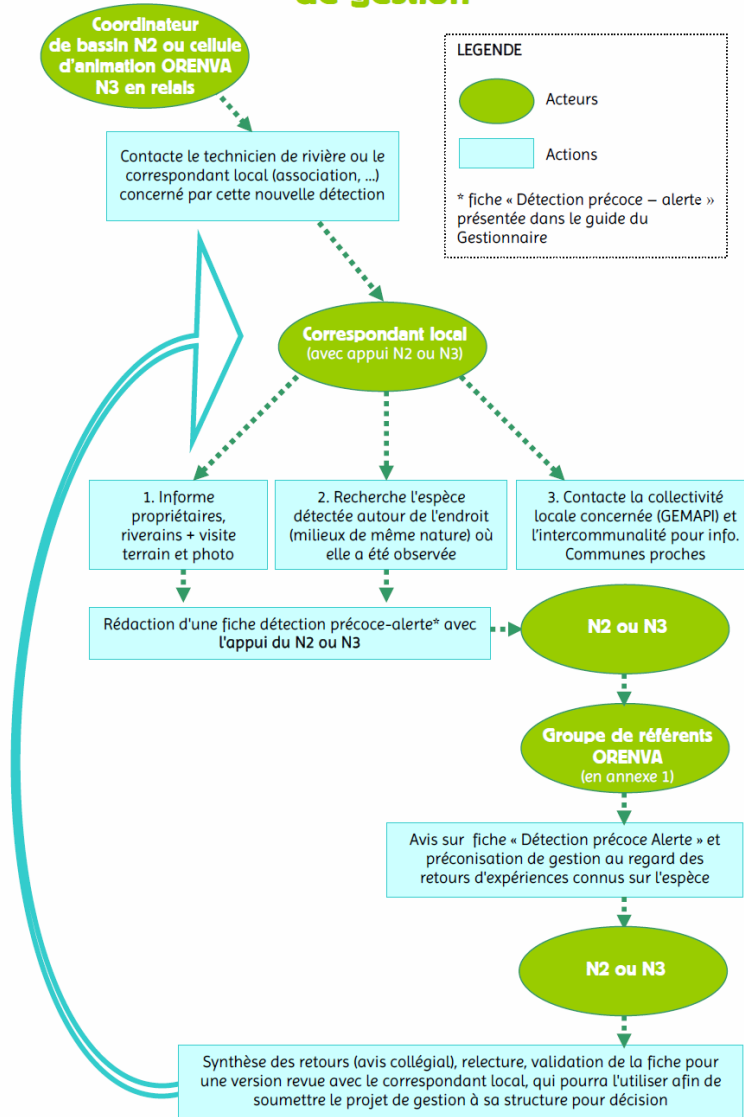 de gestion
Coordinateur
de bassin N2 ou cellule
d'animation ORENVA
N3 en relais
LEGENDE
Acteurs
Actions
* fiche « Détection précoce – alerte »
présentée dans le guide du
Gestionnaire
Contacte le technicien de rivière ou le
correspondant local (association, ...)
concerné par cette nouvelle détection
Correspondant local
(avec appui N2 ou N3)
1. Informe
propriétaires,
riverains + visite
terrain et photo
2. Recherche l'espèce
détectée autour de l'endroit
(milieux de même nature) où
elle a été observée
3. Contacte la collectivité
locale concernée (GEMAPI) et
l'intercommunalité pour info.
Communes proches
Rédaction d'une fiche détection précoce-alerte* avec
l'appui du N2 ou N3
N2 ou N3
Groupe de référents
ORENVA
(en annexe 1)
Avis sur fiche « Détection précoce Alerte » et
préconisation de gestion au regard des
retours d'expériences connus sur l'espèce
N2 ou N3
Synthèse des retours (avis collégial), relecture, validation de la fiche pour
une version revue avec le correspondant local, qui pourra l'utiliser afin de
soumettre le projet de gestion à sa structure pour décision